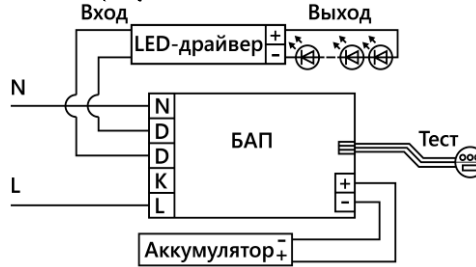 Вход Выход
LED-драйвер + −
N
N
D
БАП
D
Тест
K
+
L
L
−
Аккумулятор − +